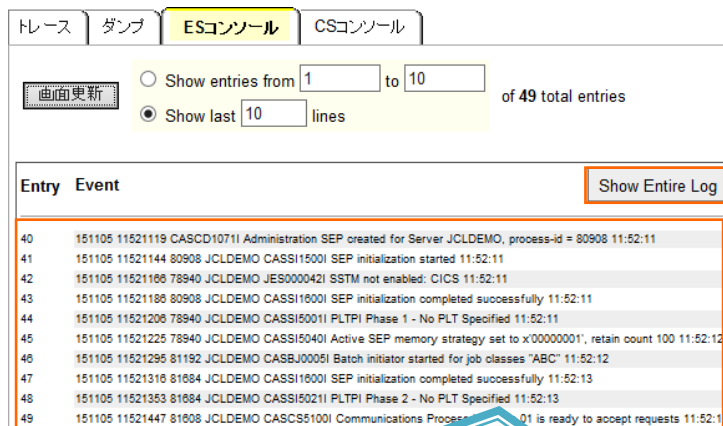 トレース ダンプ ESコンソール CSコンソール
画面更新
Show entries from 1 to 10
Show last 10 lines
of 49 total entries
Entry Event Show Entire Log
40 151105 11521119 CASCD1071I Administration SEP created for Server JCLDEMO, process-id = 80908 11:52:11
41 151105 11521144 80908 JCLDEMO CASSI1500I SEP initialization started 11:52:11
42 151105 11521166 78940 JCLDEMO JES000042I SSTM not enabled: CICS 11:52:11
43 151105 11521186 80908 JCLDEMO CASSI1600I SEP initialization completed successfully 11:52:11
44 151105 11521206 78940 JCLDEMO CASSI5001I PLTPI Phase 1 - No PLT Specified 11:52:11
45 151105 11521225 78940 JCLDEMO CASSI5040I Active SEP memory strategy set to x'00000001', retain count 100 11:52:12
46 151105 11521295 81192 JCLDEMO CASBJ0005I Batch initiator started for job classes "ABC" 11:52:12
47 151105 11521316 81684 JCLDEMO CASSI1600I SEP initialization completed successfully 11:52:13
48 151105 11521353 81684 JCLDEMO CASSI5021I PLTPI Phase 2 - No PLT Specified 11:52:13
49 151105 11521447 81608 JCLDEMO CASCS5100I Communications 01 is ready to accept requests